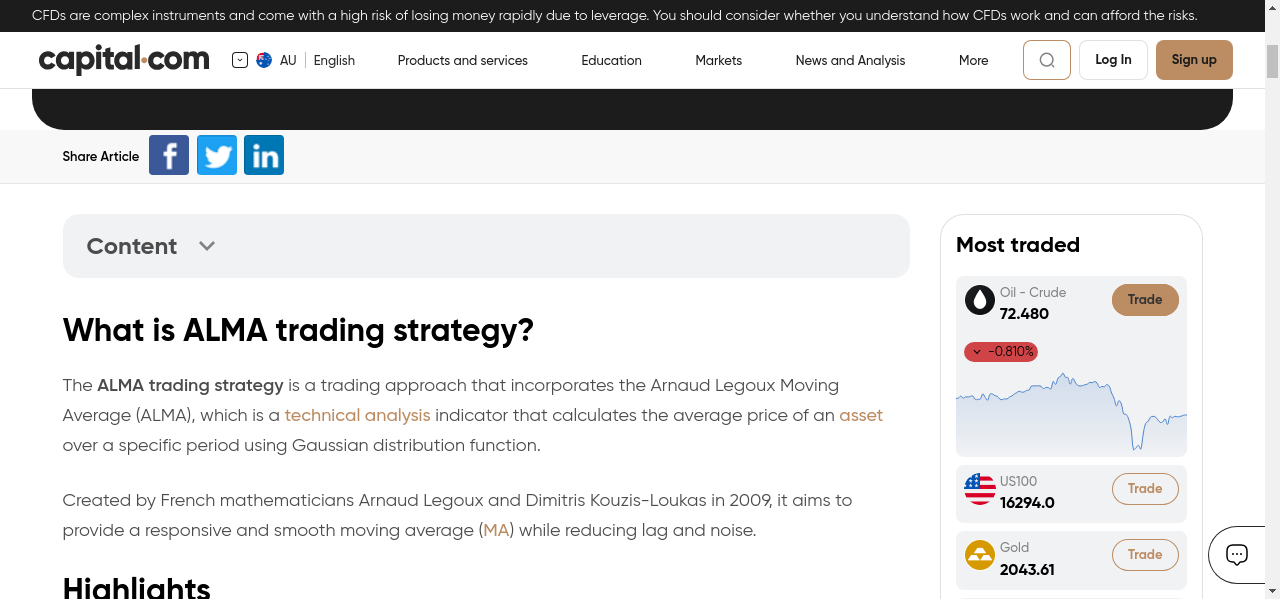 CFDs are complex instruments and come with a high risk of losing money rapidly due to leverage. You should consider whether you understand how CFDs work and can afford the risks.
capital.com
AU
English
Products and services
Education
Markets
News and Analysis
More
Log In
Sign up
Share Article
Content
What is ALMA trading strategy?
The ALMA trading strategy is a trading approach that incorporates the Arnaud Legoux Moving
Average (ALMA), which is a technical analysis indicator that calculates the average price of an asset
over a specific period using Gaussian distribution function.
Created by French mathematicians Arnaud Legoux and Dimitris Kouzis-Loukas in 2009, it aims to
provide a responsive and smooth moving average (MA) while reducing lag and noise.
Highlights
Most traded
Oil - Crude
72.480
Trade
-0.810%
US100
16294.0
Trade
Gold
2043.61
Trade